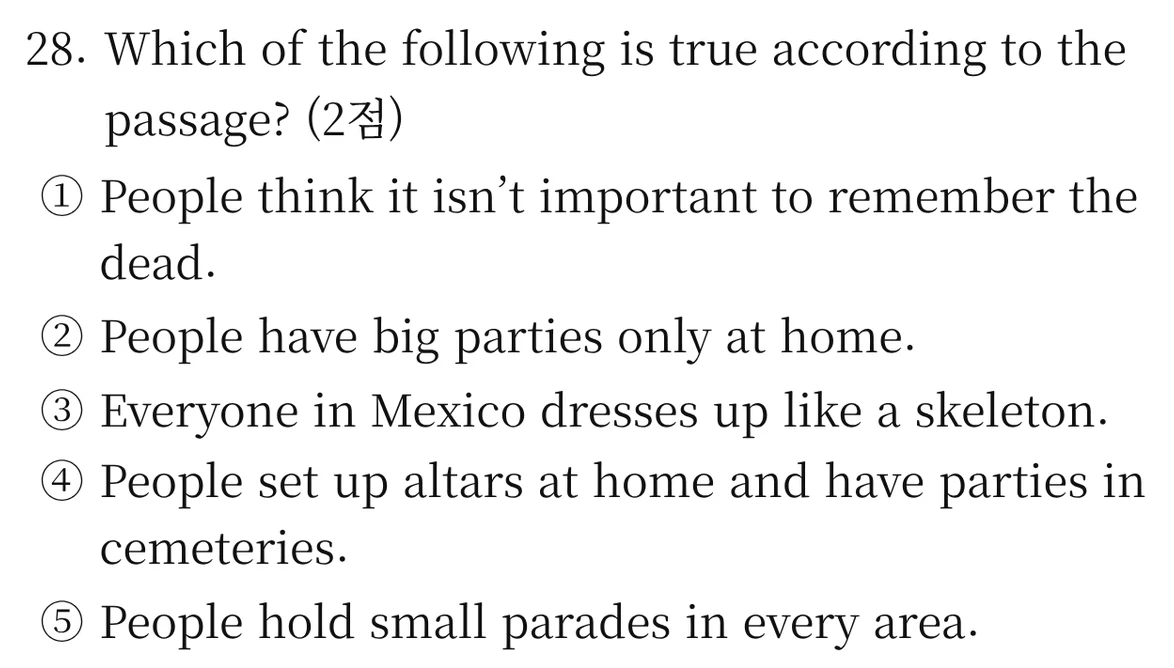 28. Which of the following is true according to the
passage? (2점)
① People think it isn’t important to remember the
dead.
② People have big parties only at home.
③ Everyone in Mexico dresses up like a skeleton.
④ People set up altars at home and have parties in
cemeteries.
⑤ People hold small parades in every area.